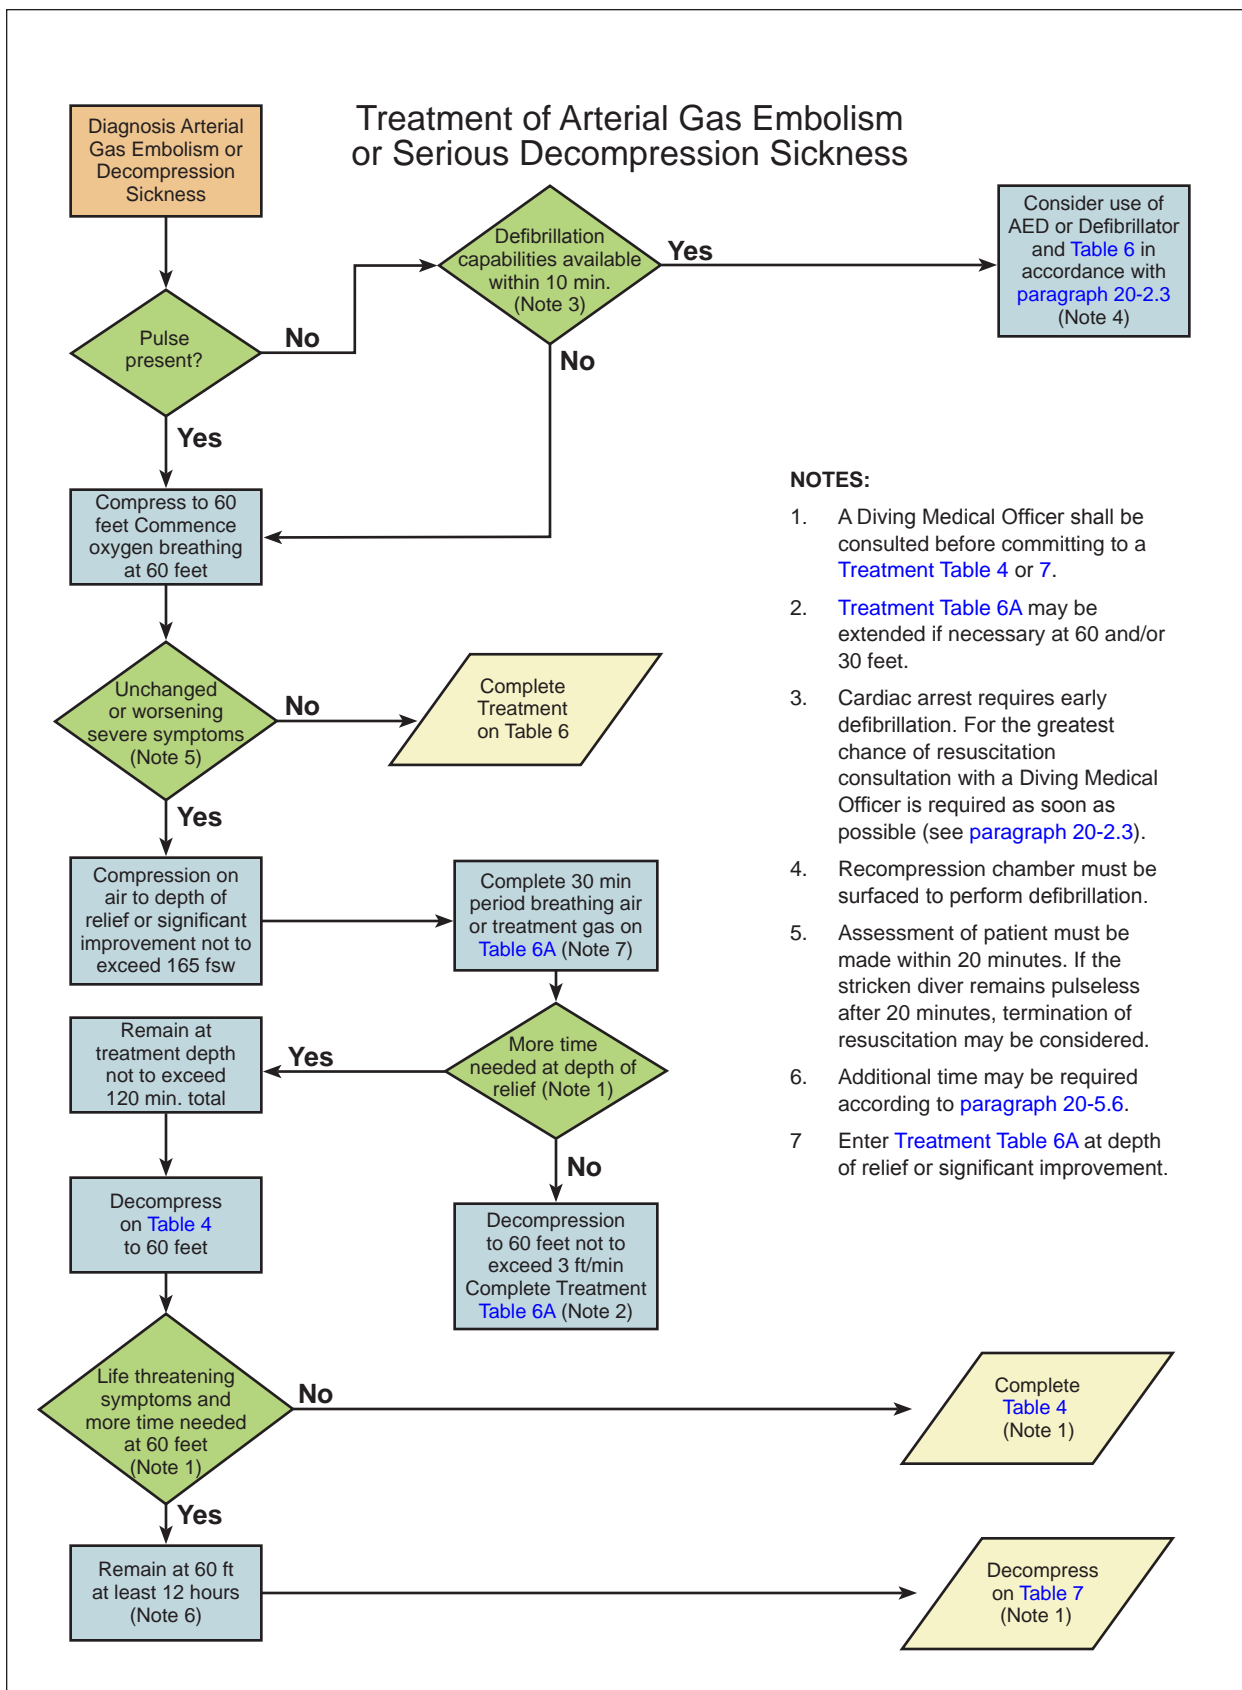 Treatment of Arterial Gas Embolism
or Serious Decompression Sickness
Diagnosis Arterial
Gas Embolism or
Decompression
Sickness
Pulse
present?
No
Yes
Defibrillation
capabilities available
within 10 min.
(Note 3)
Yes
No
Consider use of
AED or Defibrillator
and Table 6 in
accordance with
paragraph 20-2.3
(Note 4)
Compress to 60
feet Commence
oxygen breathing
at 60 feet
Unchanged
or worsening
severe symptoms
(Note 5)
No
Yes
Complete
Treatment
on Table 6
Compression on
air to depth of
relief or significant
improvement not to
exceed 165 fsw
Complete 30 min
period breathing air
or treatment gas on
Table 6A (Note 7)
More time
needed at depth of
relief (Note 1)
Yes
No
Remain at
treatment depth
not to exceed
120 min. total
Decompress
on Table 4
to 60 feet
Decompression
to 60 feet not to
exceed 3 ft/min
Complete Treatment
Table 6A (Note 2)
Life threatening
symptoms and
more time needed
at 60 feet
(Note 1)
No
Yes
Complete
Table 4
(Note 1)
Remain at 60 ft
at least 12 hours
(Note 6)
Decompress
on Table 7
(Note 1)
NOTES:
1. A Diving Medical Officer shall be
consulted before committing to a
Treatment Table 4 or 7.
2. Treatment Table 6A may be
extended if necessary at 60 and/or
30 feet.
3. Cardiac arrest requires early
defibrillation. For the greatest
chance of resuscitation
consultation with a Diving Medical
Officer is required as soon as
possible (see paragraph 20-2.3).
4. Recompression chamber must be
surfaced to perform defibrillation.
5. Assessment of patient must be
made within 20 minutes. If the
stricken diver remains pulseless
after 20 minutes, termination of
resuscitation may be considered.
6. Additional time may be required
according to paragraph 20-5.6.
7 Enter Treatment Table 6A at depth
of relief or significant improvement.